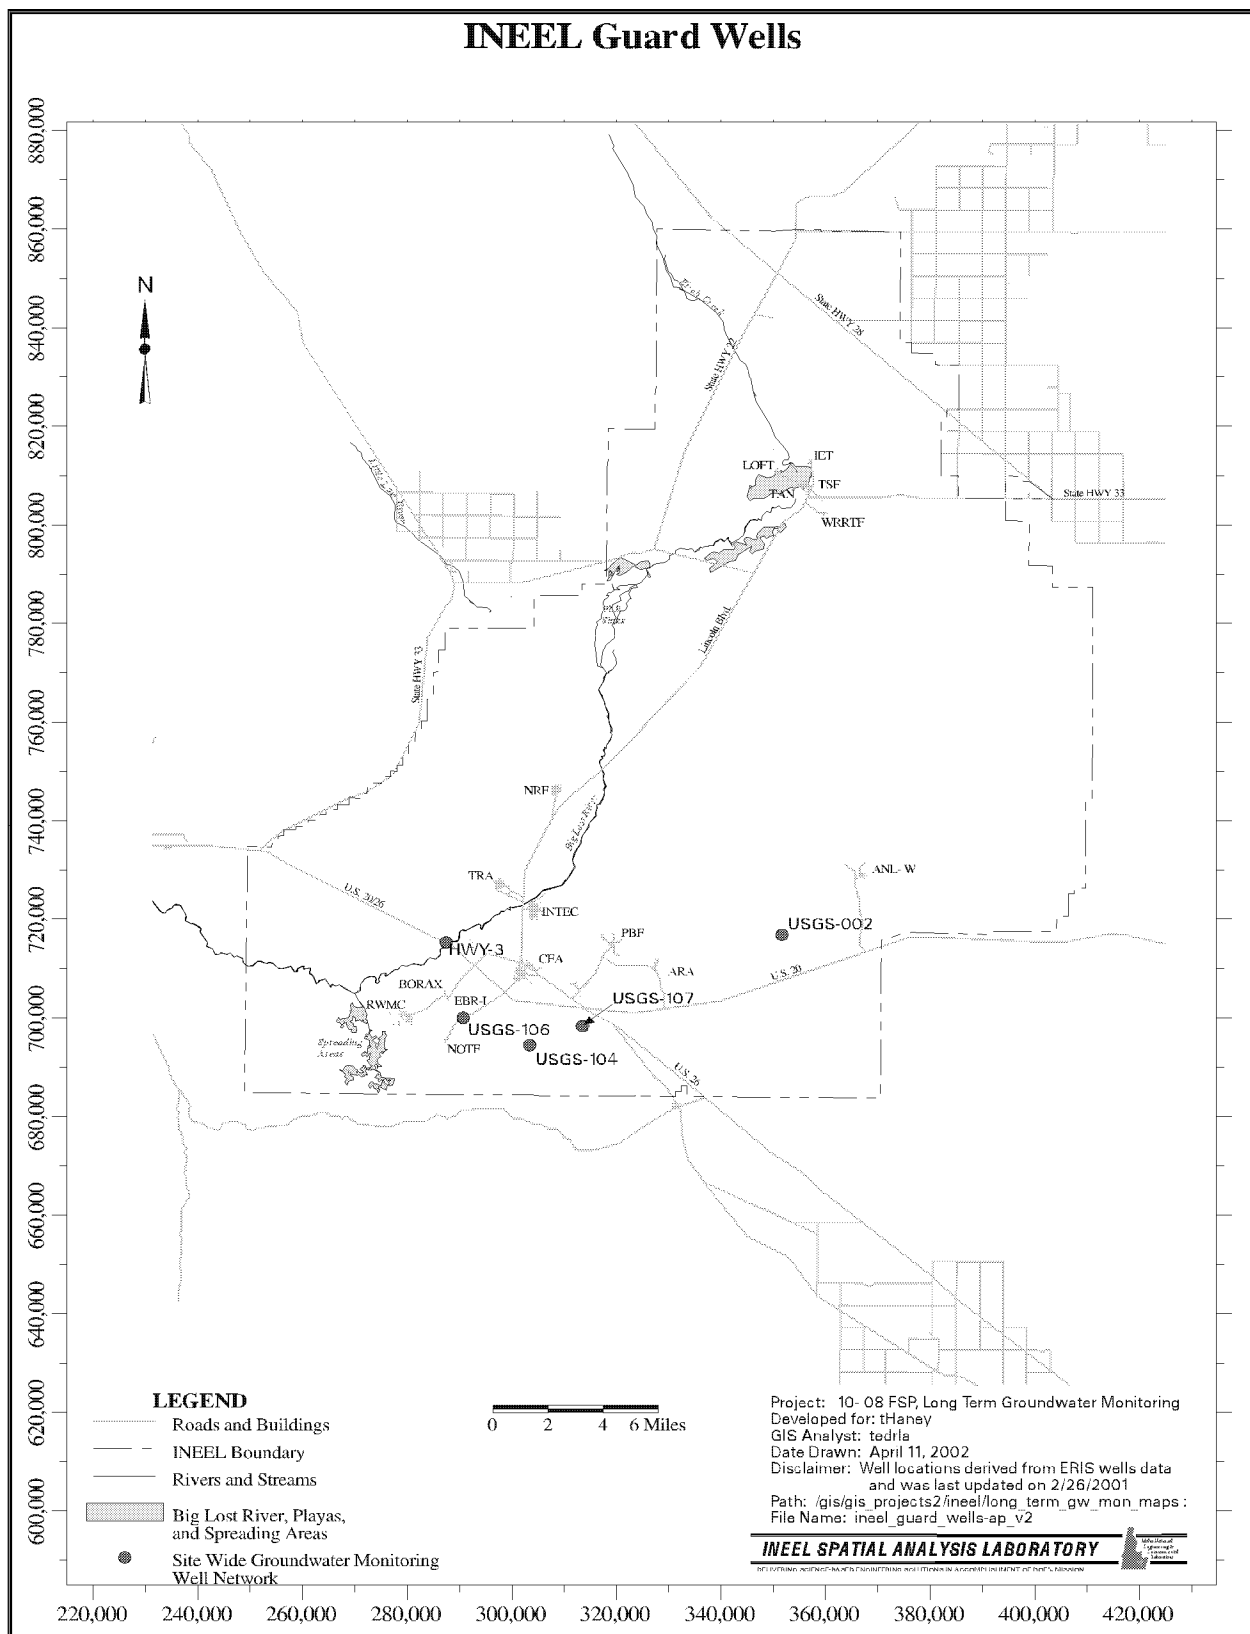 INEEL Guard Wells
880,000
860,000
840,000
820,000
800,000
780,000
760,000
740,000
720,000
700,000
680,000
660,000
640,000
620,000
600,000
N
Birch Creek
State HWY 28
State HWY
LOFT
IET
TAN
TSF
State HWY 33
WRRTF
Lincoln Blvd.
State HWY 33
NRF
Big Lost River
ANL-W
TRA
U.S. 20/26
INTEC
USGS-002
PBF
HWY-3
CFA
ARA
U.S. 20
BORAX
USGS-107
RWMC
EBR-I
USGS-106
Spreading
Areas
NOTF
USGS-104
U.S. 26
LEGEND
Roads and Buildings
INEEL Boundary
Rivers and Streams
Big Lost River, Playas,
and Spreading Areas
Site Wide Groundwater Monitoring
Well Network
0 2 4 6 Miles
Project: 10-08 FSP, Long Term Groundwater Monitoring
Developed for: tHaney
GIS Analyst: tedrla
Date Drawn: April 11, 2002
Disclaimer: Well locations derived from ERIS wells data
and was last updated on 2/26/2001
Path: /gis/gis_projects2/ineel/long_term_gw_mon_maps:
File Name: ineel_guard_wells-ap_v2
INEEL SPATIAL ANALYSIS LABORATORY
220,000 240,000 260,000 280,000 300,000 320,000 340,000 360,000 380,000 400,000 420,000